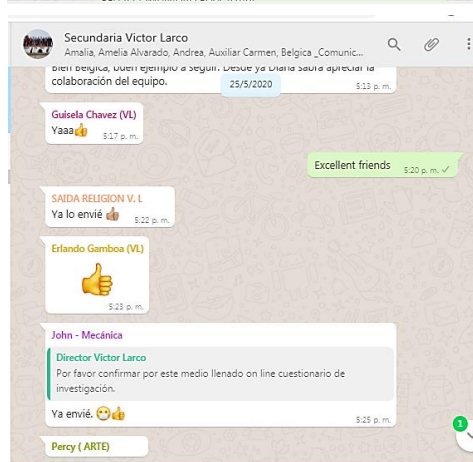 Secundaria Victor Larco
Amalia, Amelia Alvarado, Andrea, Auxiliar Carmen, Belgica _Comunic...
Bien Belgica, buen ejemplo a seguir. Desde ya Diana sabrá apreciar la
colaboración del equipo.
5:13 p. m.
25/5/2020
Guisela Chavez (VL)
Yaaa👍
5:17 p. m.
Excellent friends
5:20 p. m.
SAIDA RELIGION V. L
Ya lo envié 👍🏽
5:22 p. m.
Erlando Gamboa (VL)
👍
5:23 p. m.
John - Mecánica
Director Victor Larco
Por favor confirmar por este medio llenado on line cuestionario de
investigación.
Ya envié. 😷👍
5:25 p. m.
1
Percy ( ARTE)